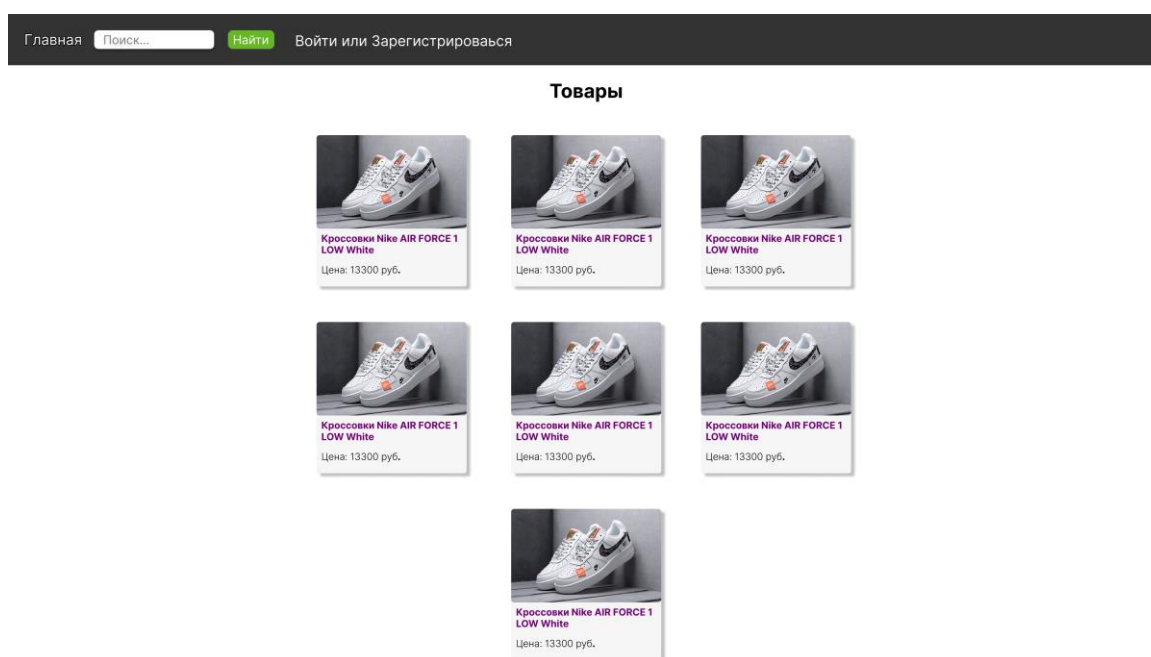 Главная Поиск... Найти Войти или Зарегистрироваься
Товары
Кроссовки Nike AIR FORCE 1
LOW White
Цена: 13300 руб.
Кроссовки Nike AIR FORCE 1
LOW White
Цена: 13300 руб.
Кроссовки Nike AIR FORCE 1
LOW White
Цена: 13300 руб.
Кроссовки Nike AIR FORCE 1
LOW White
Цена: 13300 руб.
Кроссовки Nike AIR FORCE 1
LOW White
Цена: 13300 руб.
Кроссовки Nike AIR FORCE 1
LOW White
Цена: 13300 руб.
Кроссовки Nike AIR FORCE 1
LOW White
Цена: 13300 руб.